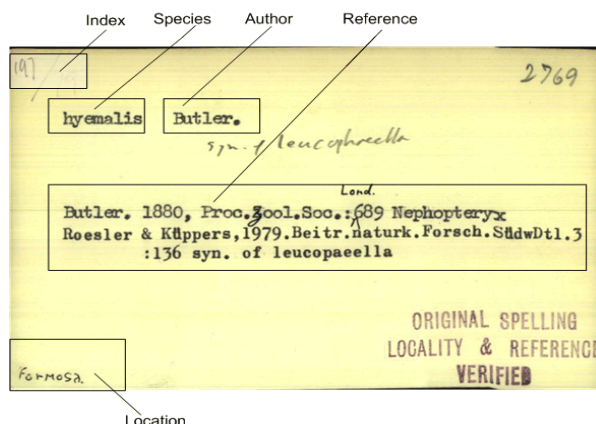 Index Species Author Reference
197
2769
hyemalis Butler.
syn. of leucophaeella
Lond.
Butler. 1880, Proc.Zool.Soc.:689 Nephopteryx
Roesler & Küppers,1979.Beitr.naturk.Forsch.SüdwDtl.3
:136 syn. of leucopaeella
ORIGINAL SPELLING
LOCALITY & REFERENCE
VERIFIED
Formosa.
Location